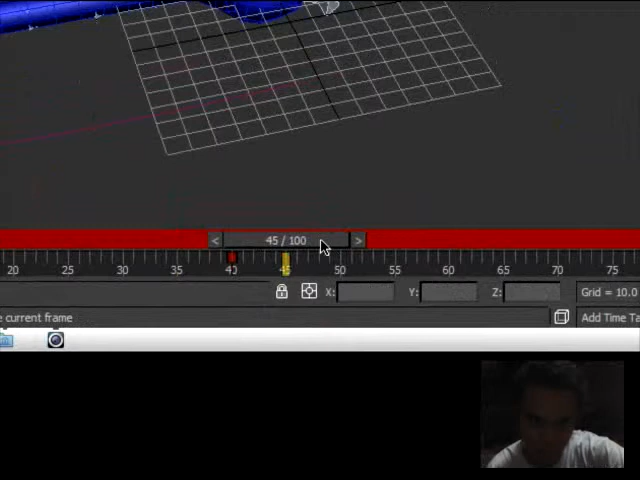 < 45 / 100 >
20 25 30 35 40 45 50 55 60 65 70 75
X: Y: Z: Grid = 10.0
current frame Add Time Ta